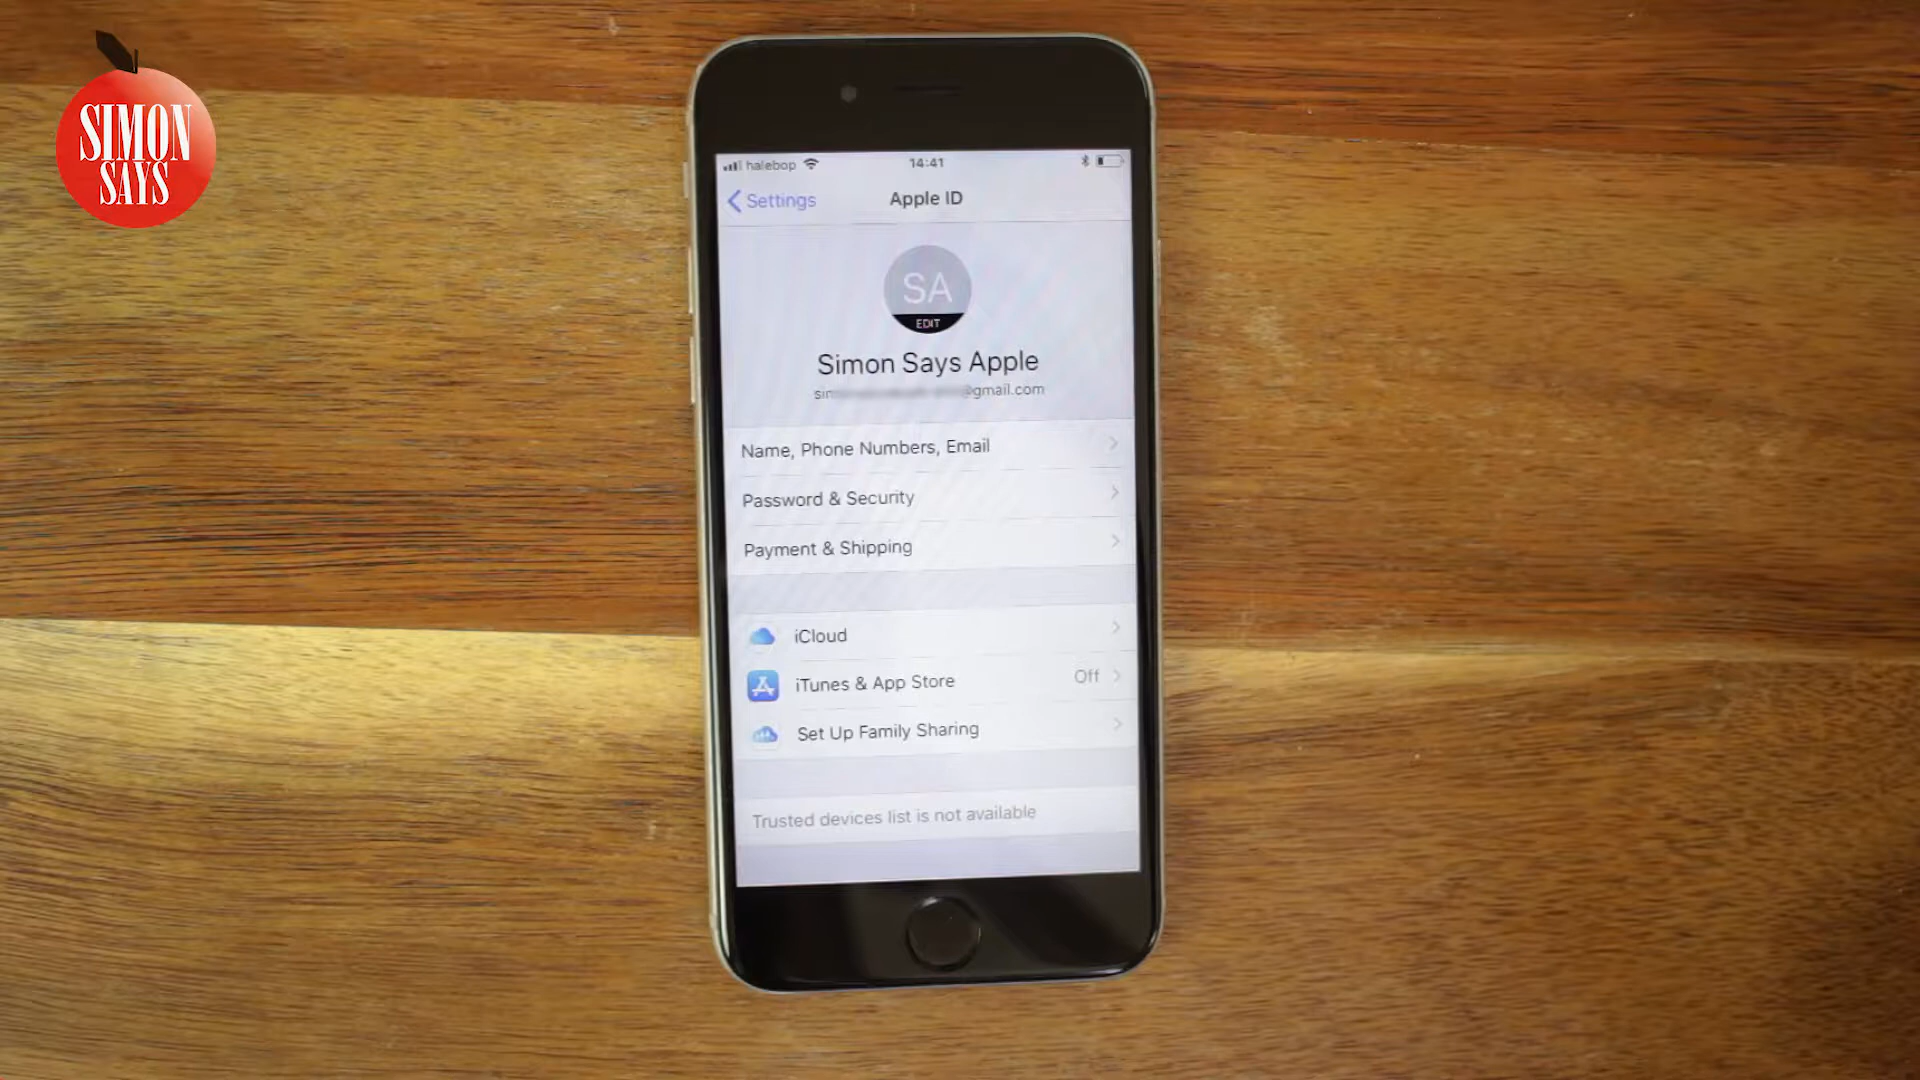 SIMON
SAYS
halebop 14:41
Settings Apple ID
SA
EDIT
Simon Says Apple
@gmail.com
Name, Phone Numbers, Email
Password & Security
Payment & Shipping
iCloud
iTunes & App Store Off
Set Up Family Sharing
Trusted devices list is not available